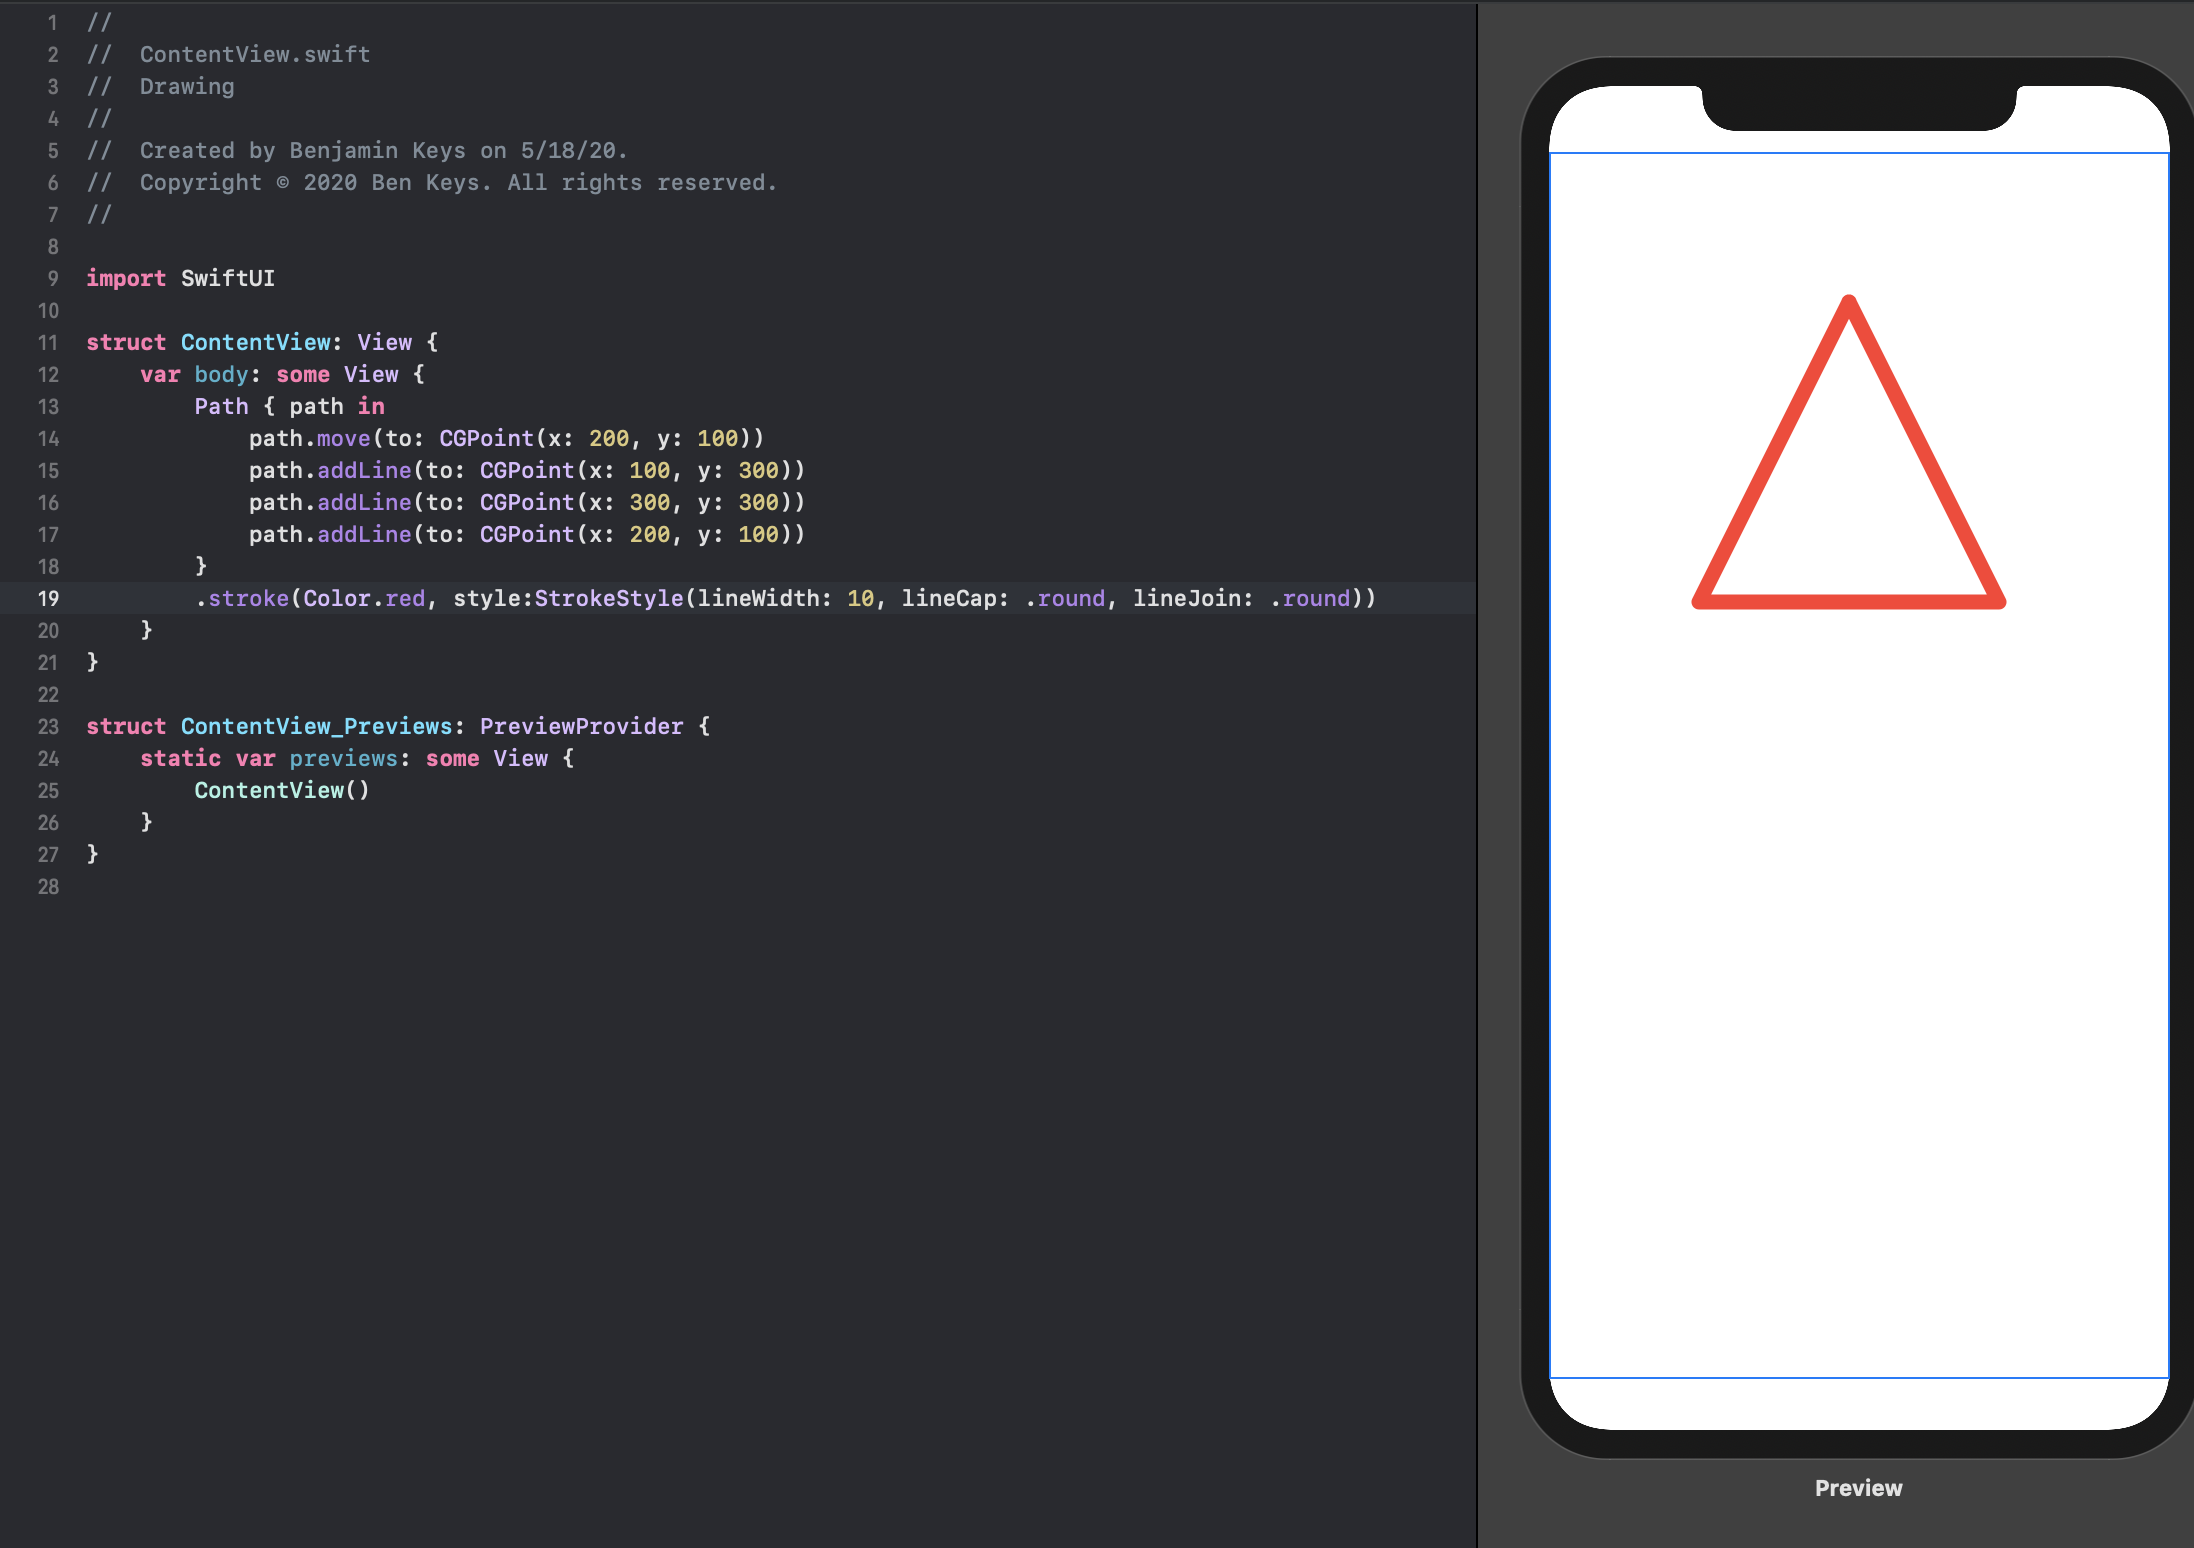 1 //
2 //  ContentView.swift
3 //  Drawing
4 //
5 //  Created by Benjamin Keys on 5/18/20.
6 //  Copyright © 2020 Ben Keys. All rights reserved.
7 //
8
9 import SwiftUI
10
11 struct ContentView: View {
12     var body: some View {
13         Path { path in
14             path.move(to: CGPoint(x: 200, y: 100))
15             path.addLine(to: CGPoint(x: 100, y: 300))
16             path.addLine(to: CGPoint(x: 300, y: 300))
17             path.addLine(to: CGPoint(x: 200, y: 100))
18         }
19         .stroke(Color.red, style:StrokeStyle(lineWidth: 10, lineCap: .round, lineJoin: .round))
20     }
21 }
22
23 struct ContentView_Previews: PreviewProvider {
24     static var previews: some View {
25         ContentView()
26     }
27 }
28
Preview